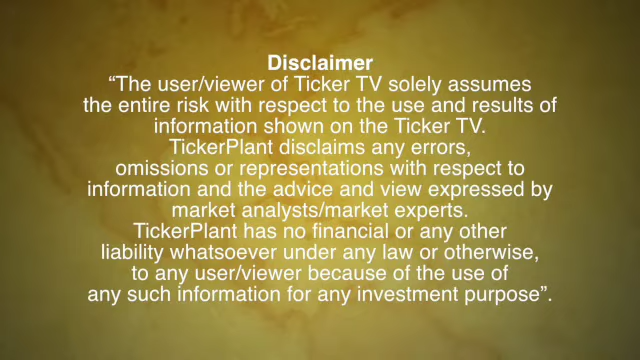 Disclaimer
“The user/viewer of Ticker TV solely assumes
the entire risk with respect to the use and results of
information shown on the Ticker TV.
TickerPlant disclaims any errors,
omissions or representations with respect to
information and the advice and view expressed by
market analysts/market experts.
TickerPlant has no financial or any other
liability whatsoever under any law or otherwise,
to any user/viewer because of the use of
any such information for any investment purpose”.